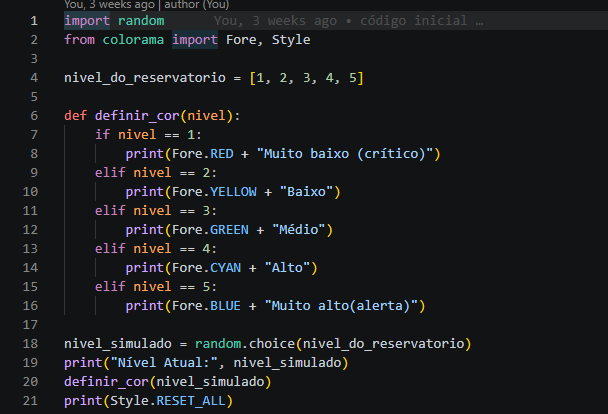 You, 3 weeks ago | author (You)
1 import random You, 3 weeks ago • código inicial …
2 from colorama import Fore, Style
3
4 nivel_do_reservatorio = [1, 2, 3, 4, 5]
5
6 def definir_cor(nivel):
7     if nivel == 1:
8         print(Fore.RED + "Muito baixo (crítico)")
9     elif nivel == 2:
10         print(Fore.YELLOW + "Baixo")
11     elif nivel == 3:
12         print(Fore.GREEN + "Médio")
13     elif nivel == 4:
14         print(Fore.CYAN + "Alto")
15     elif nivel == 5:
16         print(Fore.BLUE + "Muito alto(alerta)")
17
18 nivel_simulado = random.choice(nivel_do_reservatorio)
19 print("Nível Atual:", nivel_simulado)
20 definir_cor(nivel_simulado)
21 print(Style.RESET_ALL)